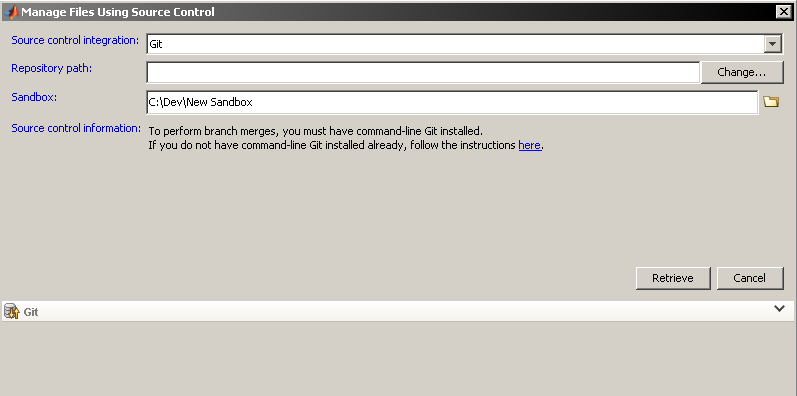 Manage Files Using Source Control
Source control integration: Git
Repository path: Change...
Sandbox: C:\Dev\New Sandbox
Source control information: To perform branch merges, you must have command-line Git installed.
If you do not have command-line Git installed already, follow the instructions here.
Retrieve Cancel
Git